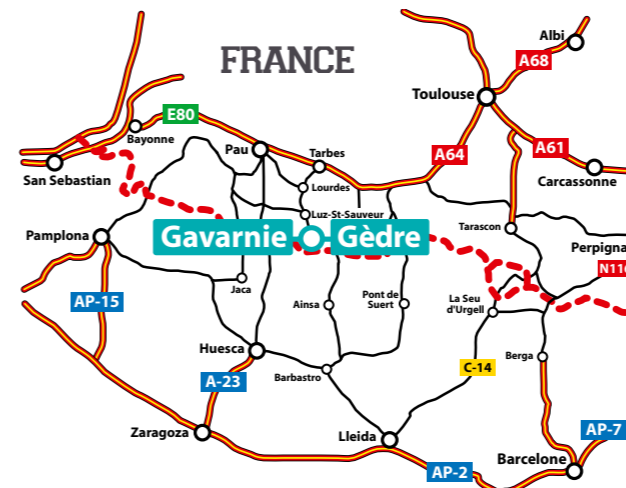 Albi
FRANCE
A68
Toulouse
E80
Bayonne
Pau
Tarbes
A64
A61
San Sebastian
Lourdes
Carcassonne
Luz-St-Sauveur
Pamplona
Gavarnie
Gèdre
Tarascon
Perpigna
N116
Jaca
AP-15
Ainsa
Pont de
Suert
La Seu
d'Urgell
Huesca
Berga
Barbastro
C-14
A-23
Zaragoza
Lleida
AP-7
Barcelone
AP-2